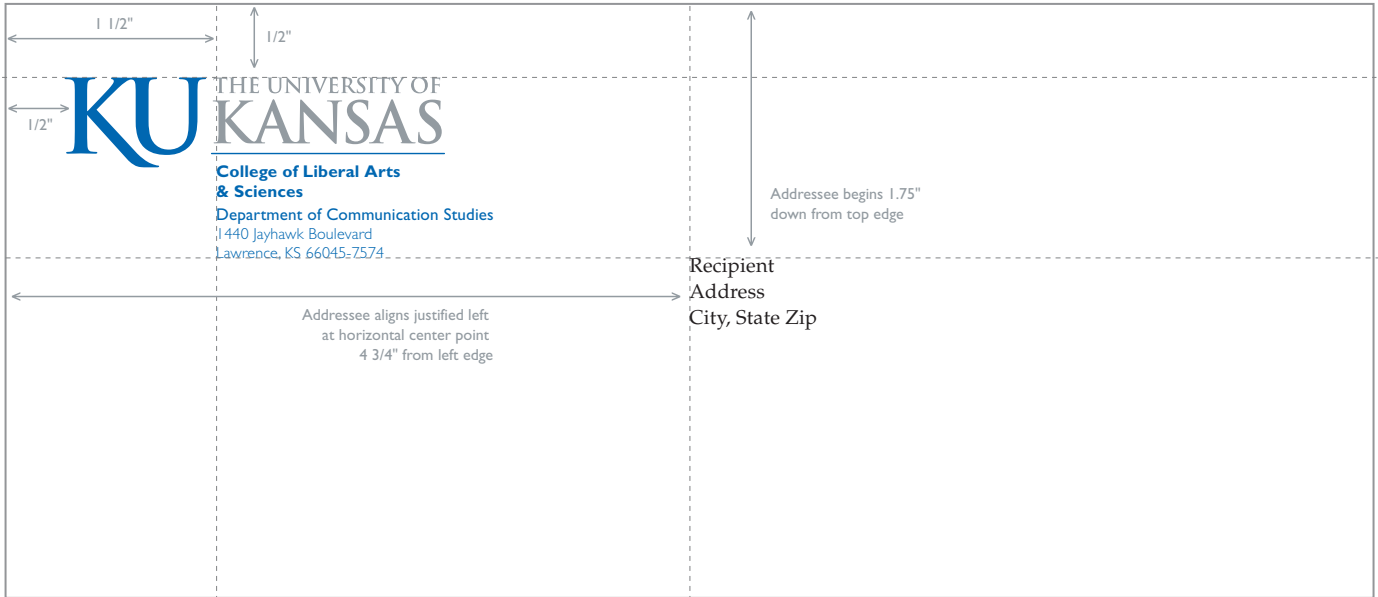 1 1/2"
1/2"
1/2"
KU
THE UNIVERSITY OF
KANSAS
College of Liberal Arts
& Sciences
Department of Communication Studies
1440 Jayhawk Boulevard
Lawrence, KS 66045-7574
Addressee begins 1.75"
down from top edge
Recipient
Address
City, State Zip
Addressee aligns justified left
at horizontal center point
4 3/4" from left edge